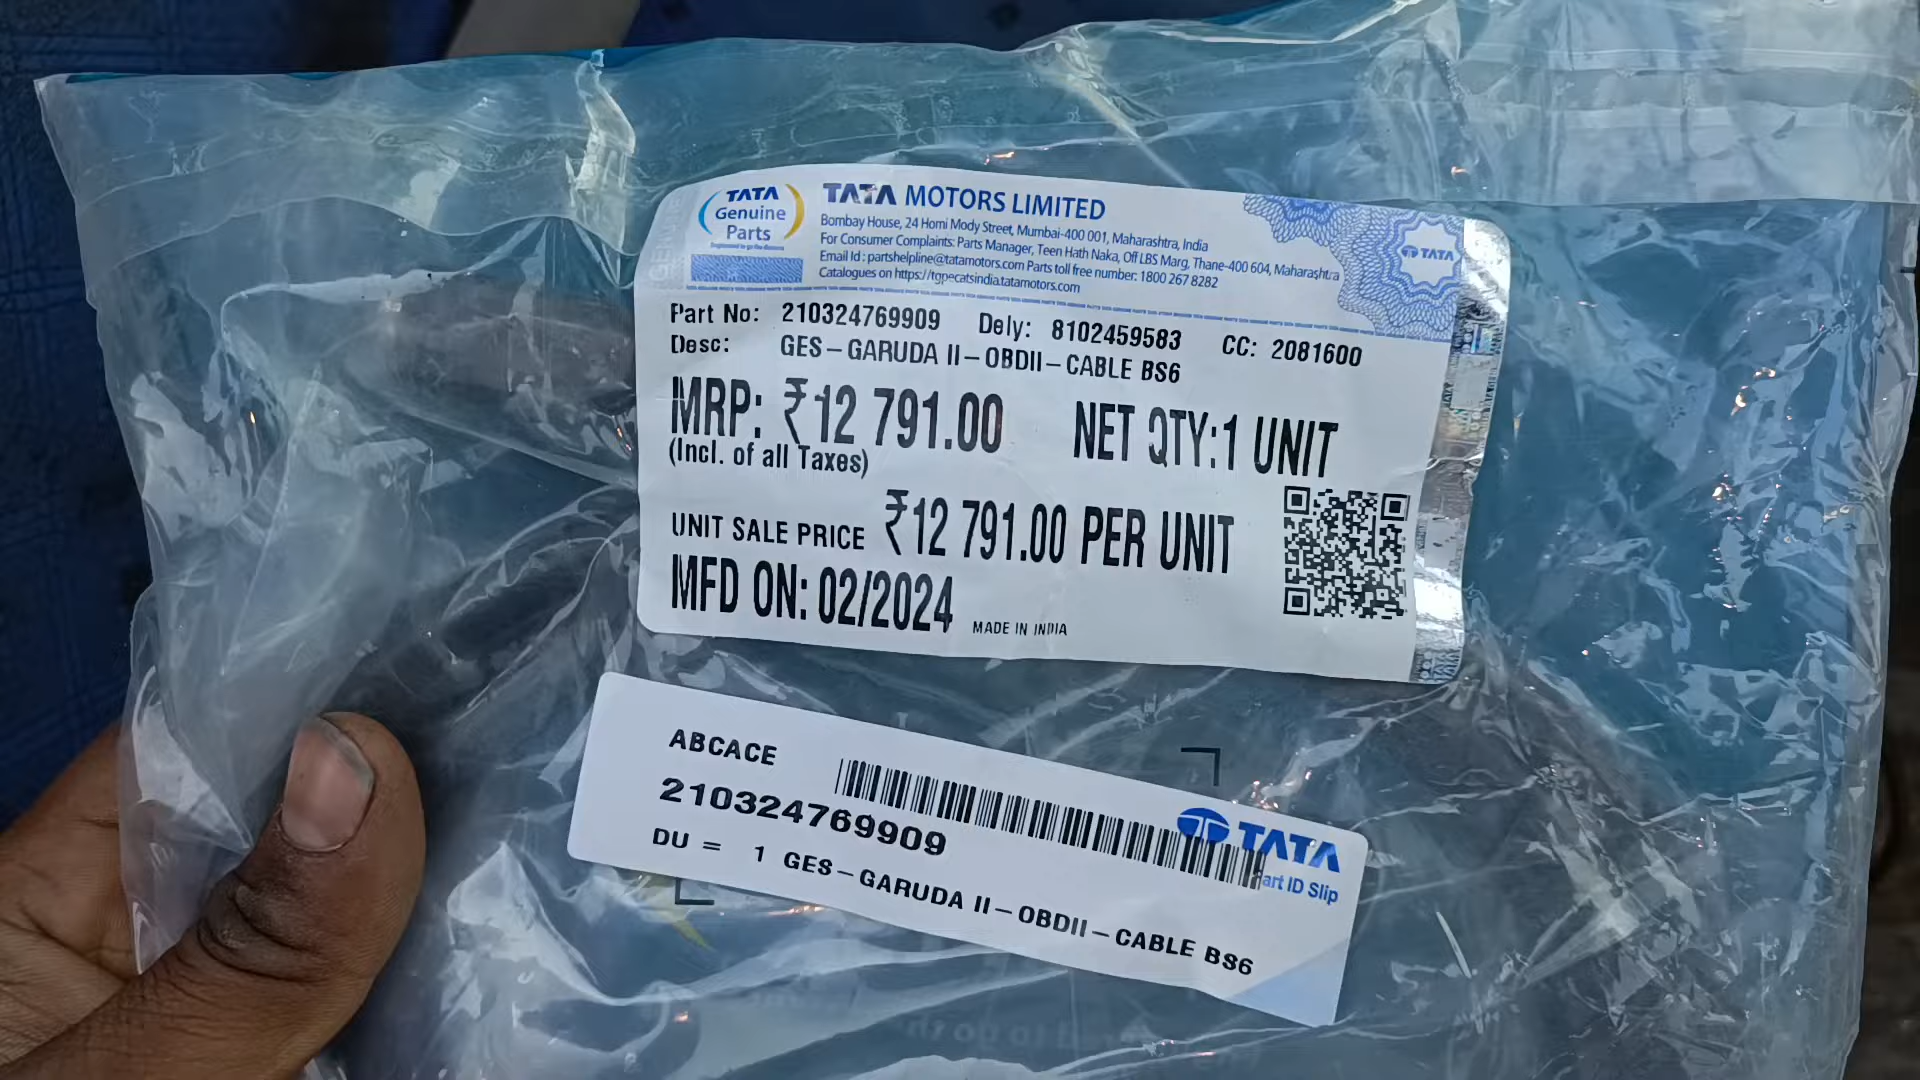 TATA
Genuine
Parts
TATA MOTORS LIMITED
Bombay House, 24 Homi Mody Street, Mumbai-400 001, Maharashtra, India
For Consumer Complaints: Parts Manager, Teen Hath Naka, Off LBS Marg, Thane-400 604, Maharashtra
Email Id : partshelpline@tatamotors.com Parts toll free number: 1800 267 8282
Catalogues on https://tgpecatsindia.tatamotors.com
TATA
Part No: 210324769909 Dely: 8102459583 CC: 2081600
Desc: GES-GARUDA II-OBDII-CABLE BS6
MRP: ₹12 791.00 NET QTY:1 UNIT
(Incl. of all Taxes)
UNIT SALE PRICE ₹12 791.00 PER UNIT
MFD ON: 02/2024 MADE IN INDIA
ABCACE
210324769909
TATA
art ID Slip
DU = 1 GES-GARUDA II-OBDII-CABLE BS6